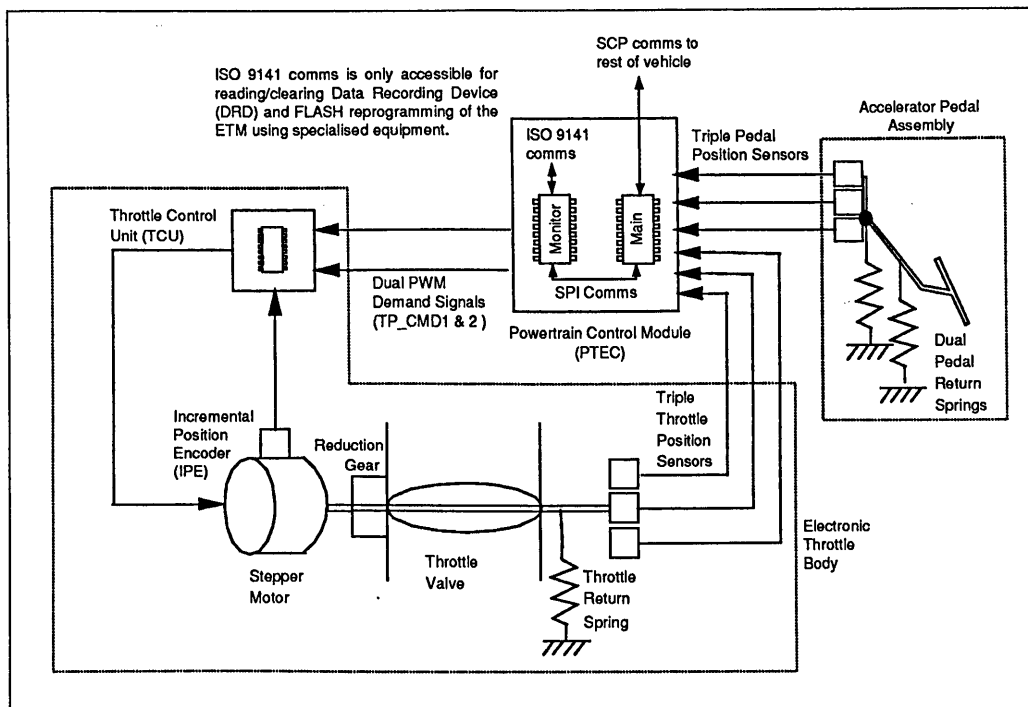 SCP comms to
rest of vehicle
ISO 9141 comms is only accessible for
reading/clearing Data Recording Device
(DRD) and FLASH reprogramming of the
ETM using specialised equipment.
Accelerator Pedal
Assembly
ISO 9141
comms
Triple Pedal
Position Sensors
Throttle Control
Unit (TCU)
Monitor
Main
SPI Comms
Dual PWM
Demand Signals
(TP_CMD1 & 2 )
Powertrain Control Module
(PTEC)
Dual
Pedal
Return
Springs
Incremental
Position
Encoder
(IPE)
Reduction
Gear
Triple
Throttle
Position
Sensors
Electronic
Throttle
Body
Stepper
Motor
Throttle
Valve
Throttle
Return
Spring